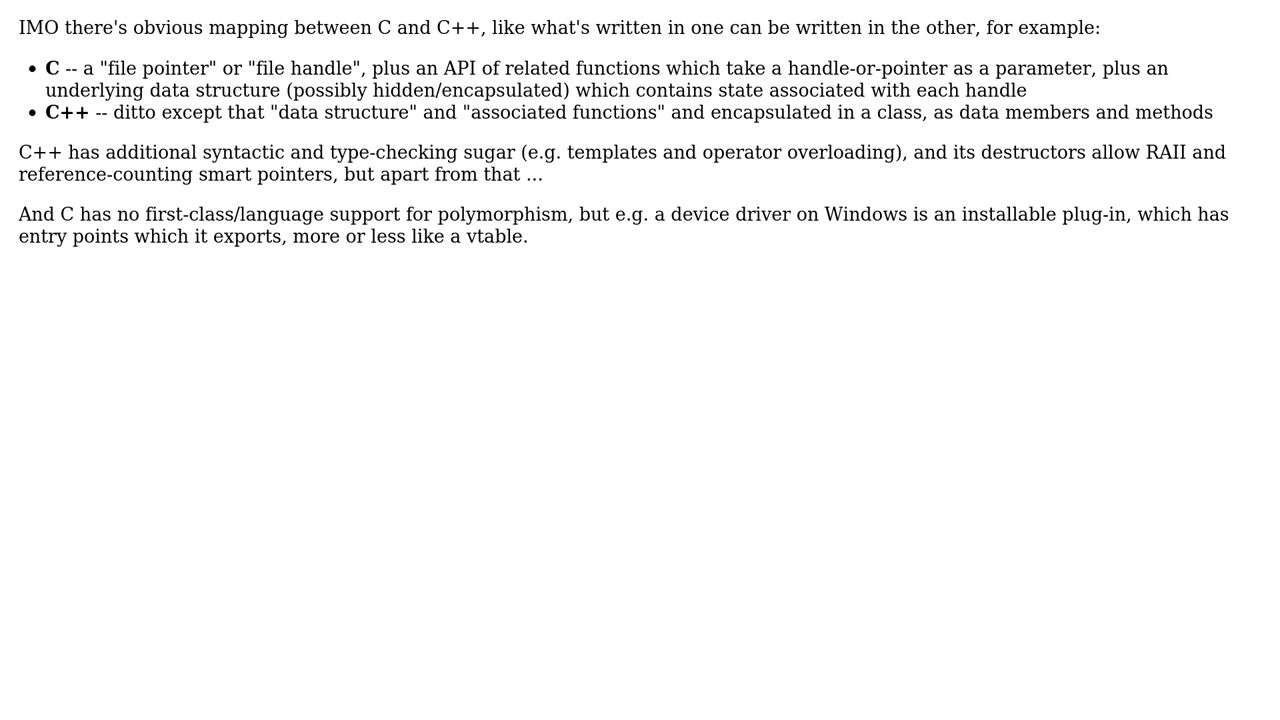 IMO there's obvious mapping between C and C++, like what's written in one can be written in the other, for example:
• C -- a "file pointer" or "file handle", plus an API of related functions which take a handle-or-pointer as a parameter, plus an
underlying data structure (possibly hidden/encapsulated) which contains state associated with each handle
• C++ -- ditto except that "data structure" and "associated functions" and encapsulated in a class, as data members and methods
C++ has additional syntactic and type-checking sugar (e.g. templates and operator overloading), and its destructors allow RAII and
reference-counting smart pointers, but apart from that ...
And C has no first-class/language support for polymorphism, but e.g. a device driver on Windows is an installable plug-in, which has
entry points which it exports, more or less like a vtable.